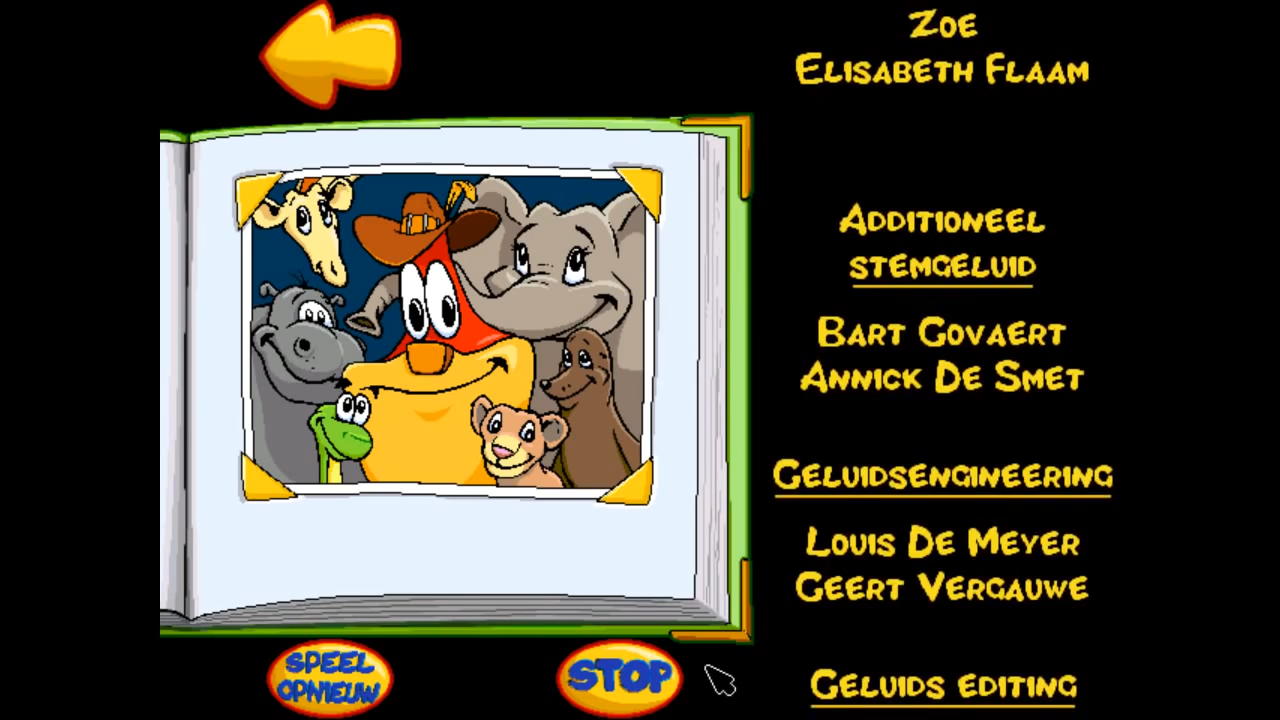 Zoe
Elisabeth Flaam
Additioneel
stemgeluid
Bart Govaert
Annick De Smet
Geluidsengineering
Louis De Meyer
Geert Vergauwe
Geluids editing
SPEEL
OPNIEUW
STOP